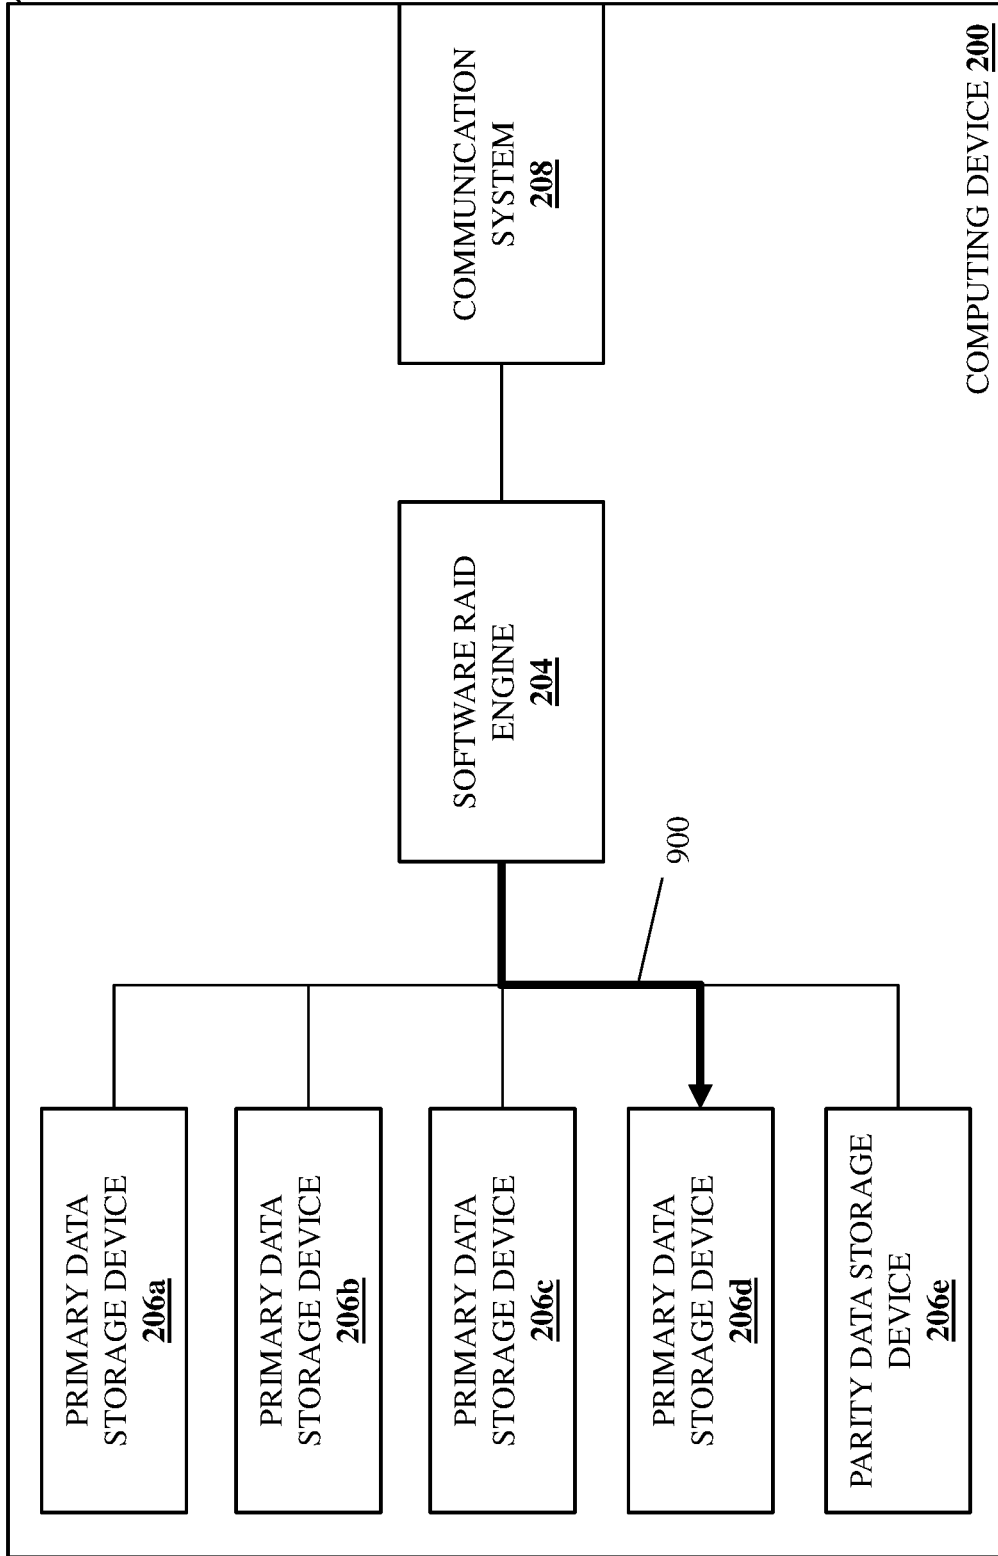 PRIMARY DATA
STORAGE DEVICE
206a
PRIMARY DATA
STORAGE DEVICE
206b
PRIMARY DATA
STORAGE DEVICE
206c
PRIMARY DATA
STORAGE DEVICE
206d
PARITY DATA STORAGE
DEVICE
206e
900
SOFTWARE RAID
ENGINE
204
COMMUNICATION
SYSTEM
208
COMPUTING DEVICE 200